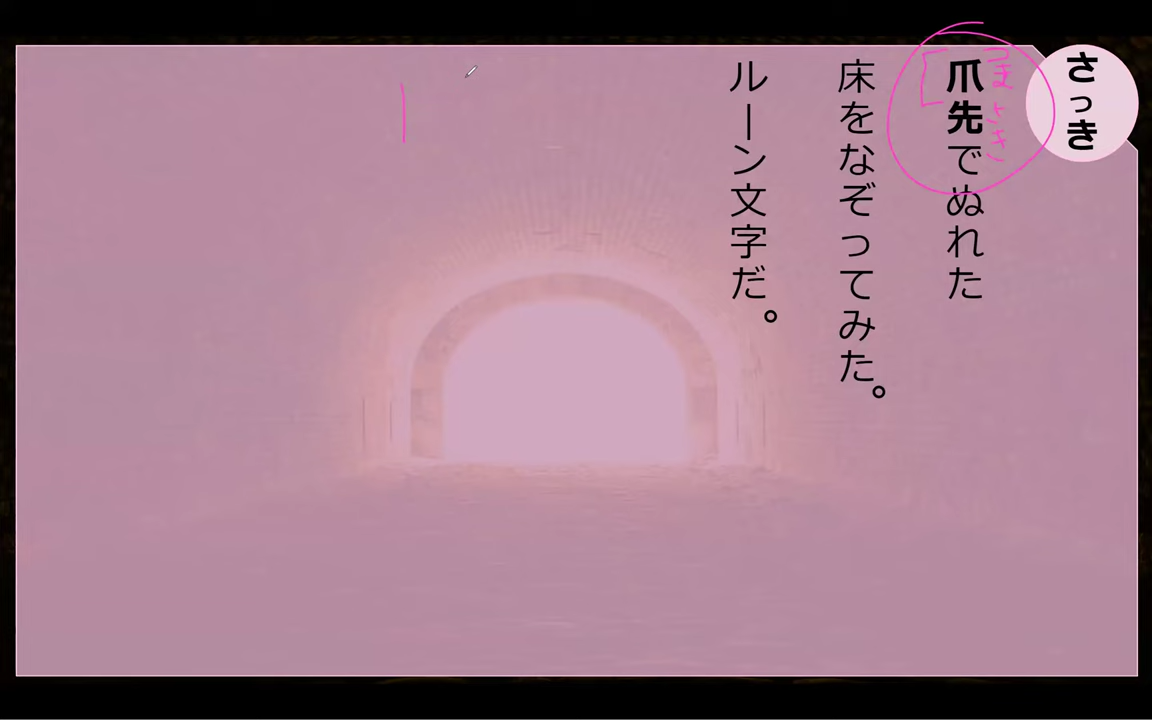 さっき
爪先でぬれた
つまさき
床をなぞってみた。
ルーン文字だ。